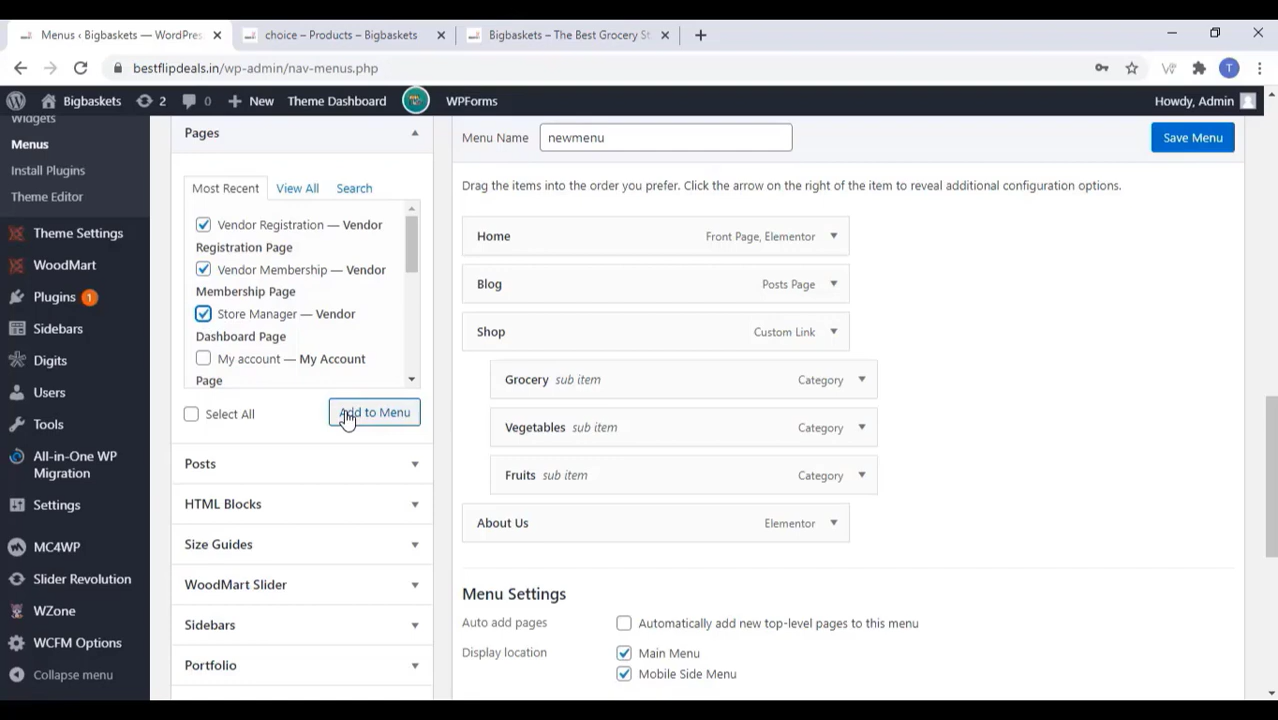 Menus ‹ Bigbaskets — WordPres
choice – Products – Bigbaskets
Bigbaskets – The Best Grocery St
bestflipdeals.in/wp-admin/nav-menus.php
T
Bigbaskets
2
0
New
Theme Dashboard
WPForms
Howdy, Admin
Widgets
Menus
Install Plugins
Theme Editor
Theme Settings
WoodMart
Plugins 1
Sidebars
Digits
Users
Tools
All-in-One WP
Migration
Settings
MC4WP
Slider Revolution
WZone
WCFM Options
Collapse menu
Pages
Most Recent
View All
Search
Vendor Registration — Vendor
Registration Page
Vendor Membership — Vendor
Membership Page
Store Manager — Vendor
Dashboard Page
My account — My Account
Page
Select All
Add to Menu
Posts
HTML Blocks
Size Guides
WoodMart Slider
Sidebars
Portfolio
Menu Name newmenu
Save Menu
Drag the items into the order you prefer. Click the arrow on the right of the item to reveal additional configuration options.
Home Front Page, Elementor
Blog Posts Page
Shop Custom Link
Grocery sub item Category
Vegetables sub item Category
Fruits sub item Category
About Us Elementor
Menu Settings
Auto add pages Automatically add new top-level pages to this menu
Display location Main Menu
Mobile Side Menu